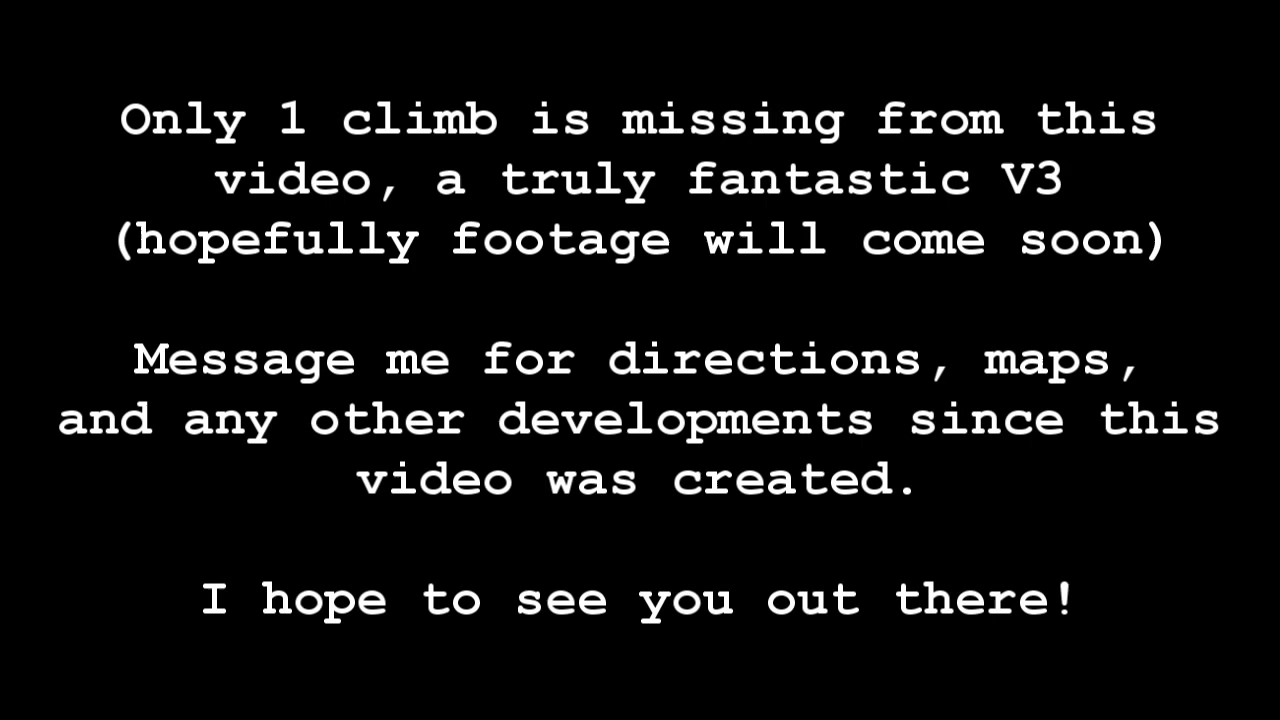 Only 1 climb is missing from this
video, a truly fantastic V3
(hopefully footage will come soon)
Message me for directions, maps,
and any other developments since this
video was created.
I hope to see you out there!